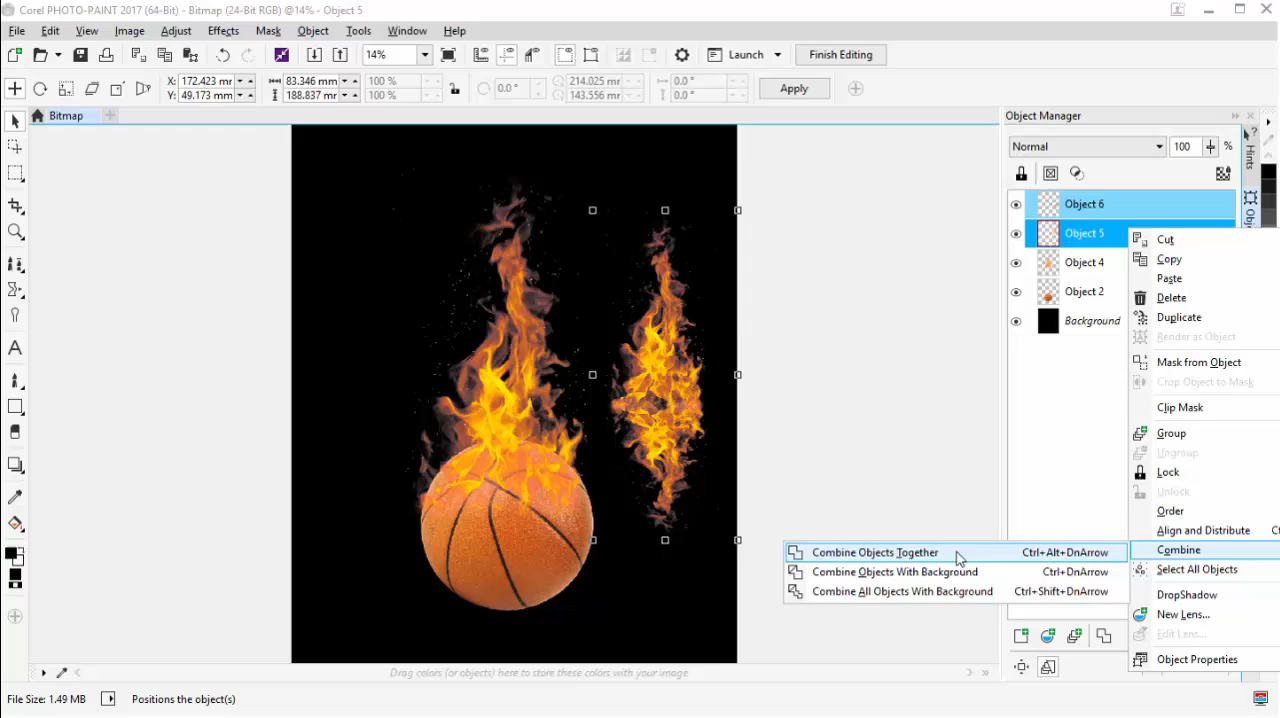 Corel PHOTO-PAINT 2017 (64-Bit) - Bitmap (24-Bit RGB) @14% - Object 5
File Edit View Image Adjust Effects Mask Object Tools Window Help
14% Launch Finish Editing
X: 172.423 mm 83.346 mm 100 % 0.0 ° 214.025 mm 0.0 ° Apply
Y: 49.173 mm 188.837 mm 100 % 143.556 mm 0.0 °
Bitmap
Object Manager
Normal 100 %
Hints
Object 6
Object 5
Object 4
Object 2
Background
Cut
Copy
Paste
Delete
Duplicate
Render as Object
Mask from Object
Crop Object to Mask
Clip Mask
Group
Ungroup
Lock
Unlock
Order
Align and Distribute Ct
Combine
Select All Objects
DropShadow
New Lens...
Edit Lens...
Object Properties
Combine Objects Together Ctrl+Alt+DnArrow
Combine Objects With Background Ctrl+DnArrow
Combine All Objects With Background Ctrl+Shift+DnArrow
Drag colors (or objects) here to store these colors with your image
File Size: 1.49 MB Positions the object(s)